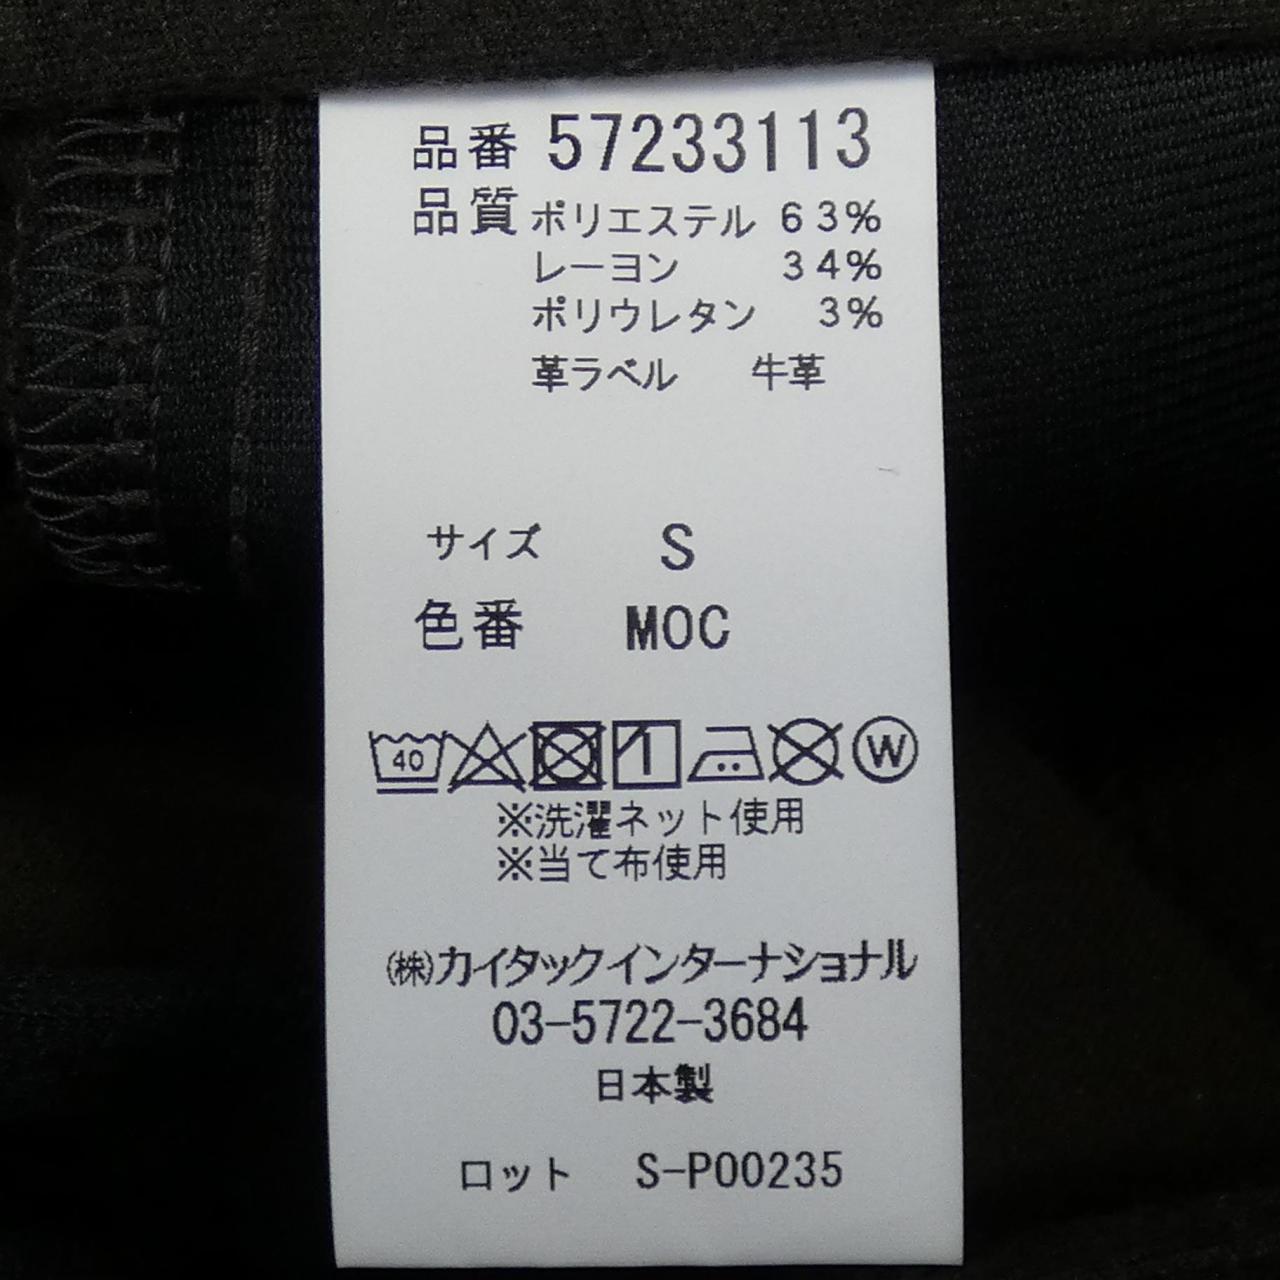 品番 57233113
品質 ポリエステル 63%
レーヨン 34%
ポリウレタン 3%
革ラベル 牛革
サイズ S
色番 MOC
40 W
※洗濯ネット使用
※当て布使用
㈱カイタックインターナショナル
03-5722-3684
日本製
ロット S-P00235